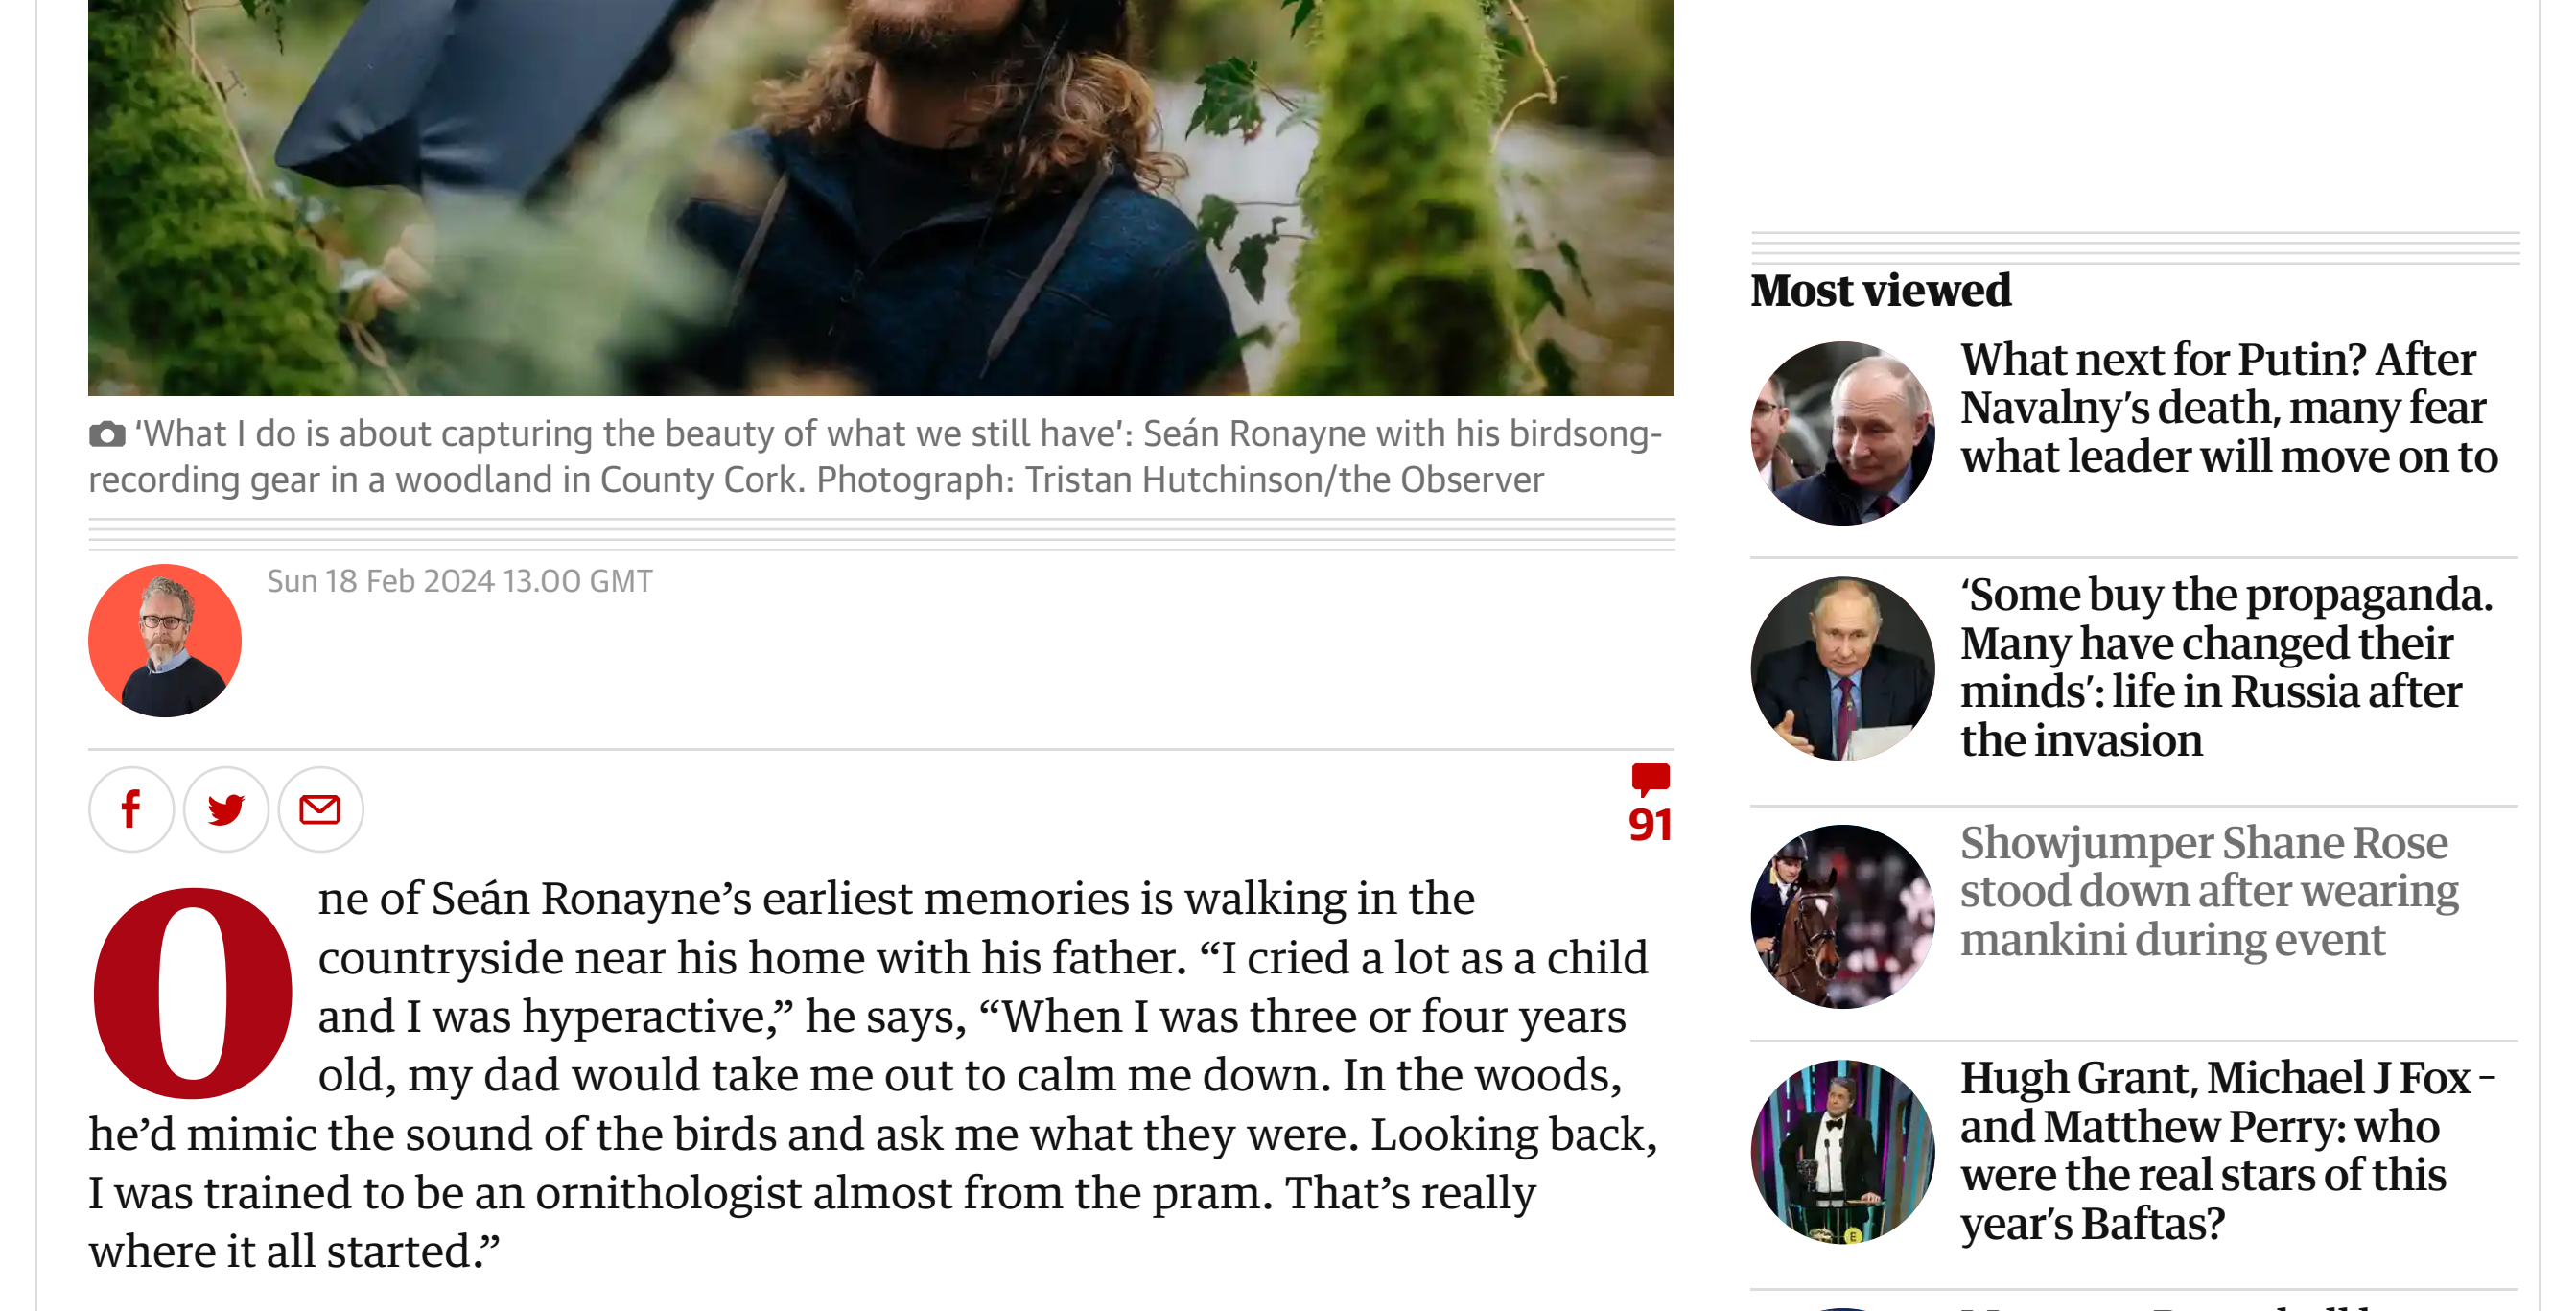 ‘What I do is about capturing the beauty of what we still have’: Seán Ronayne with his birdsong-
recording gear in a woodland in County Cork. Photograph: Tristan Hutchinson/the Observer
Sun 18 Feb 2024 13.00 GMT
91
One of Seán Ronayne’s earliest memories is walking in the
countryside near his home with his father. “I cried a lot as a child
and I was hyperactive,” he says, “When I was three or four years
old, my dad would take me out to calm me down. In the woods,
he’d mimic the sound of the birds and ask me what they were. Looking back,
I was trained to be an ornithologist almost from the pram. That’s really
where it all started.”
Most viewed
What next for Putin? After
Navalny’s death, many fear
what leader will move on to
‘Some buy the propaganda.
Many have changed their
minds’: life in Russia after
the invasion
Showjumper Shane Rose
stood down after wearing
mankini during event
Hugh Grant, Michael J Fox –
and Matthew Perry: who
were the real stars of this
year’s Baftas?